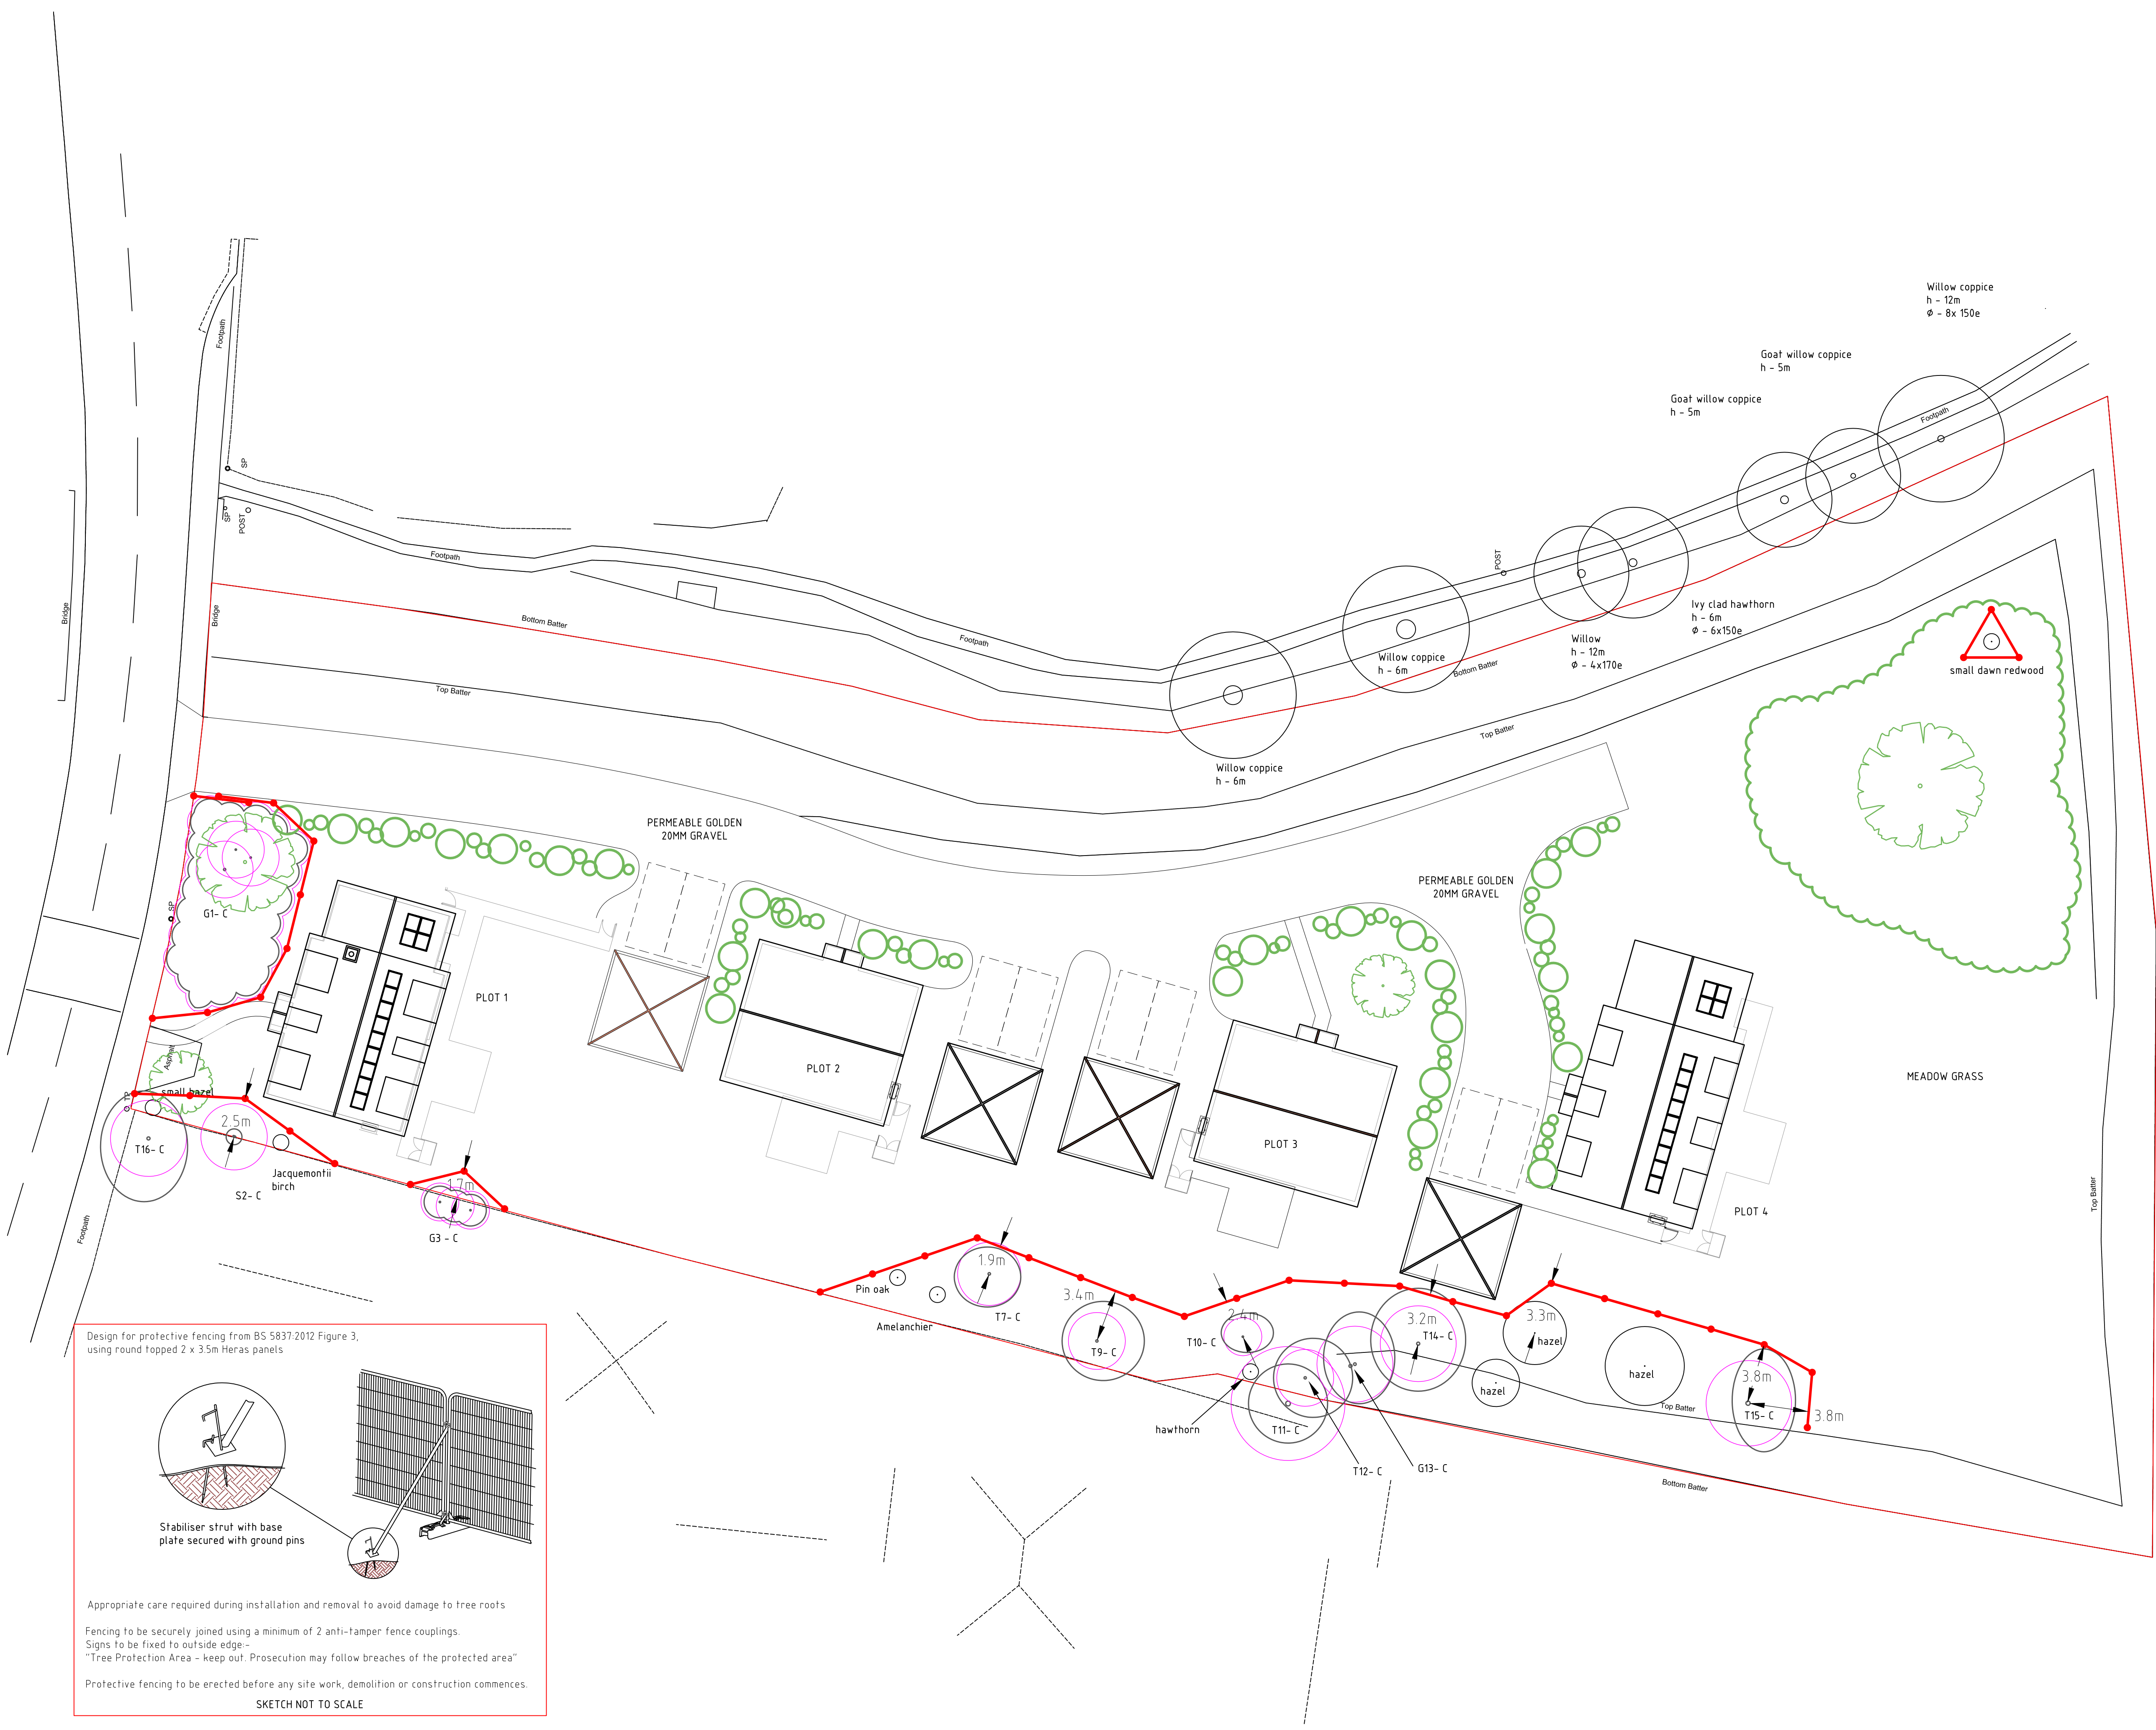 Willow coppice
h - 12m
Ø - 8x 150e
Goat willow coppice
h - 5m
Goat willow coppice
h - 5m
Footpath
Footpath
SP
SP
POST
Footpath
POST
Bridge
Bridge
Bottom Batter
Footpath
Ivy clad hawthorn
h - 6m
Ø - 6x150e
Willow
h - 12m
Ø - 4x170e
Willow coppice
h - 6m
Bottom Batter
small dawn redwood
Top Batter
Top Batter
Willow coppice
h - 6m
PERMEABLE GOLDEN
20MM GRAVEL
PERMEABLE GOLDEN
20MM GRAVEL
SP
G1- C
PLOT 1
PLOT 2
PLOT 3
PLOT 4
MEADOW GRASS
Asphalt
small hazel
TP
T16- C
2.5m
S2- C
Jacquemontii
birch
1.7m
G3 - C
Footpath
Top Batter
Pin oak
Amelanchier
1.9m
T7- C
3.4m
T9- C
2.4m
T10- C
hawthorn
T11- C
T12- C
G13- C
3.2m
T14- C
3.3m
hazel
hazel
hazel
Top Batter
3.8m
T15- C
3.8m
Bottom Batter
Design for protective fencing from BS 5837:2012 Figure 3,
using round topped 2 x 3.5m Heras panels
Stabiliser strut with base
plate secured with ground pins
Appropriate care required during installation and removal to avoid damage to tree roots
Fencing to be securely joined using a minimum of 2 anti-tamper fence couplings.
Signs to be fixed to outside edge:-
"Tree Protection Area - keep out. Prosecution may follow breaches of the protected area"
Protective fencing to be erected before any site work, demolition or construction commences.
SKETCH NOT TO SCALE